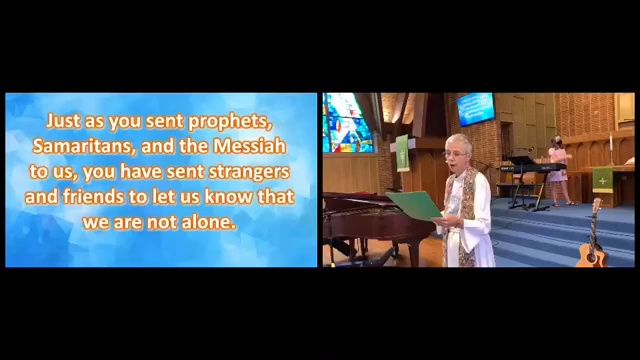 Just as you sent prophets,
Samaritans, and the Messiah
to us, you have sent strangers
and friends to let us know that
we are not alone.